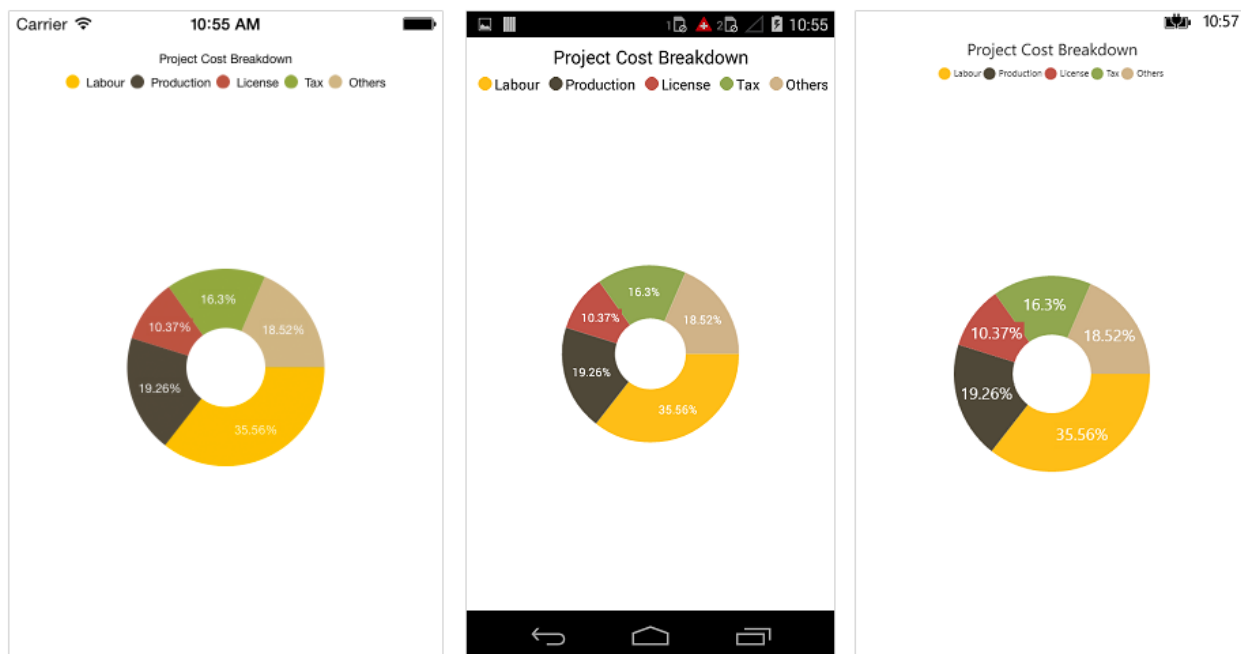 Carrier 10:55 AM
Project Cost Breakdown
Labour Production License Tax Others
16.3%
18.52%
10.37%
19.26%
35.56%
1 2 10:55
Project Cost Breakdown
Labour Production License Tax Others
16.3%
18.52%
10.37%
19.26%
35.56%
10:57
Project Cost Breakdown
Labour Production License Tax Others
16.3%
18.52%
10.37%
19.26%
35.56%